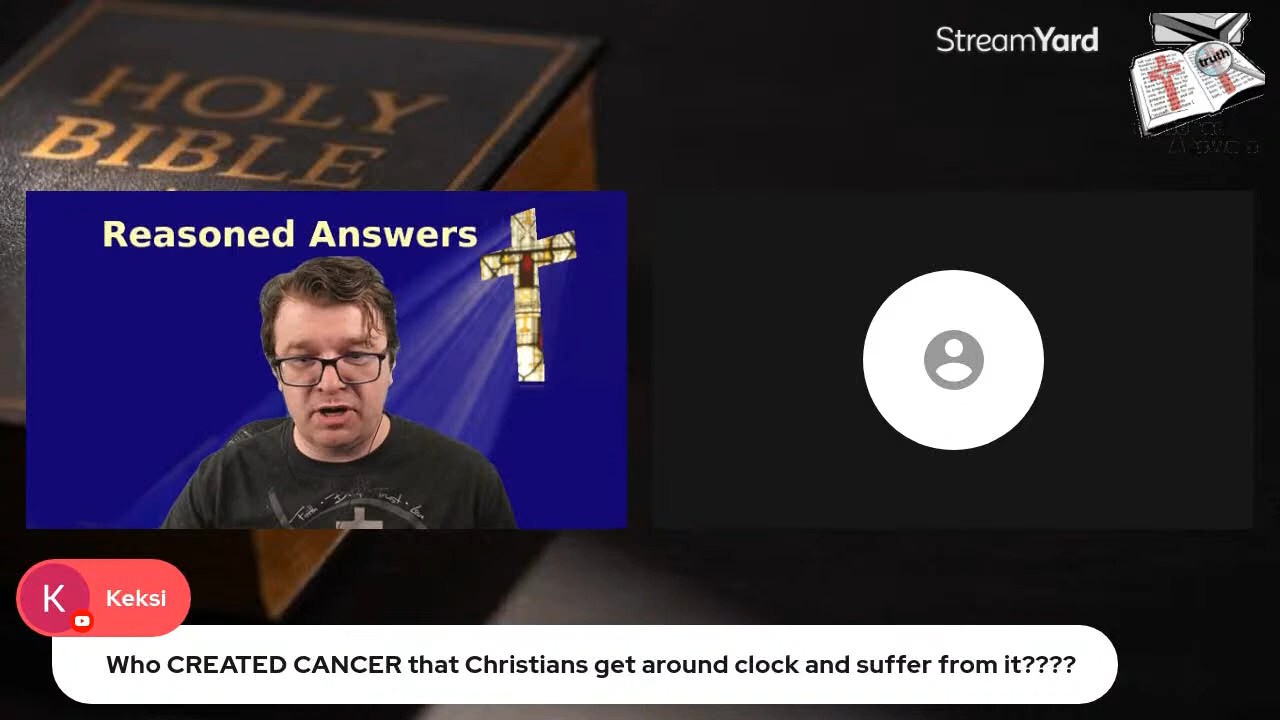 HOLY
BIBLE
StreamYard
truth
Reasoned Answers
K
Keksi
Who CREATED CANCER that Christians get around clock and suffer from it????